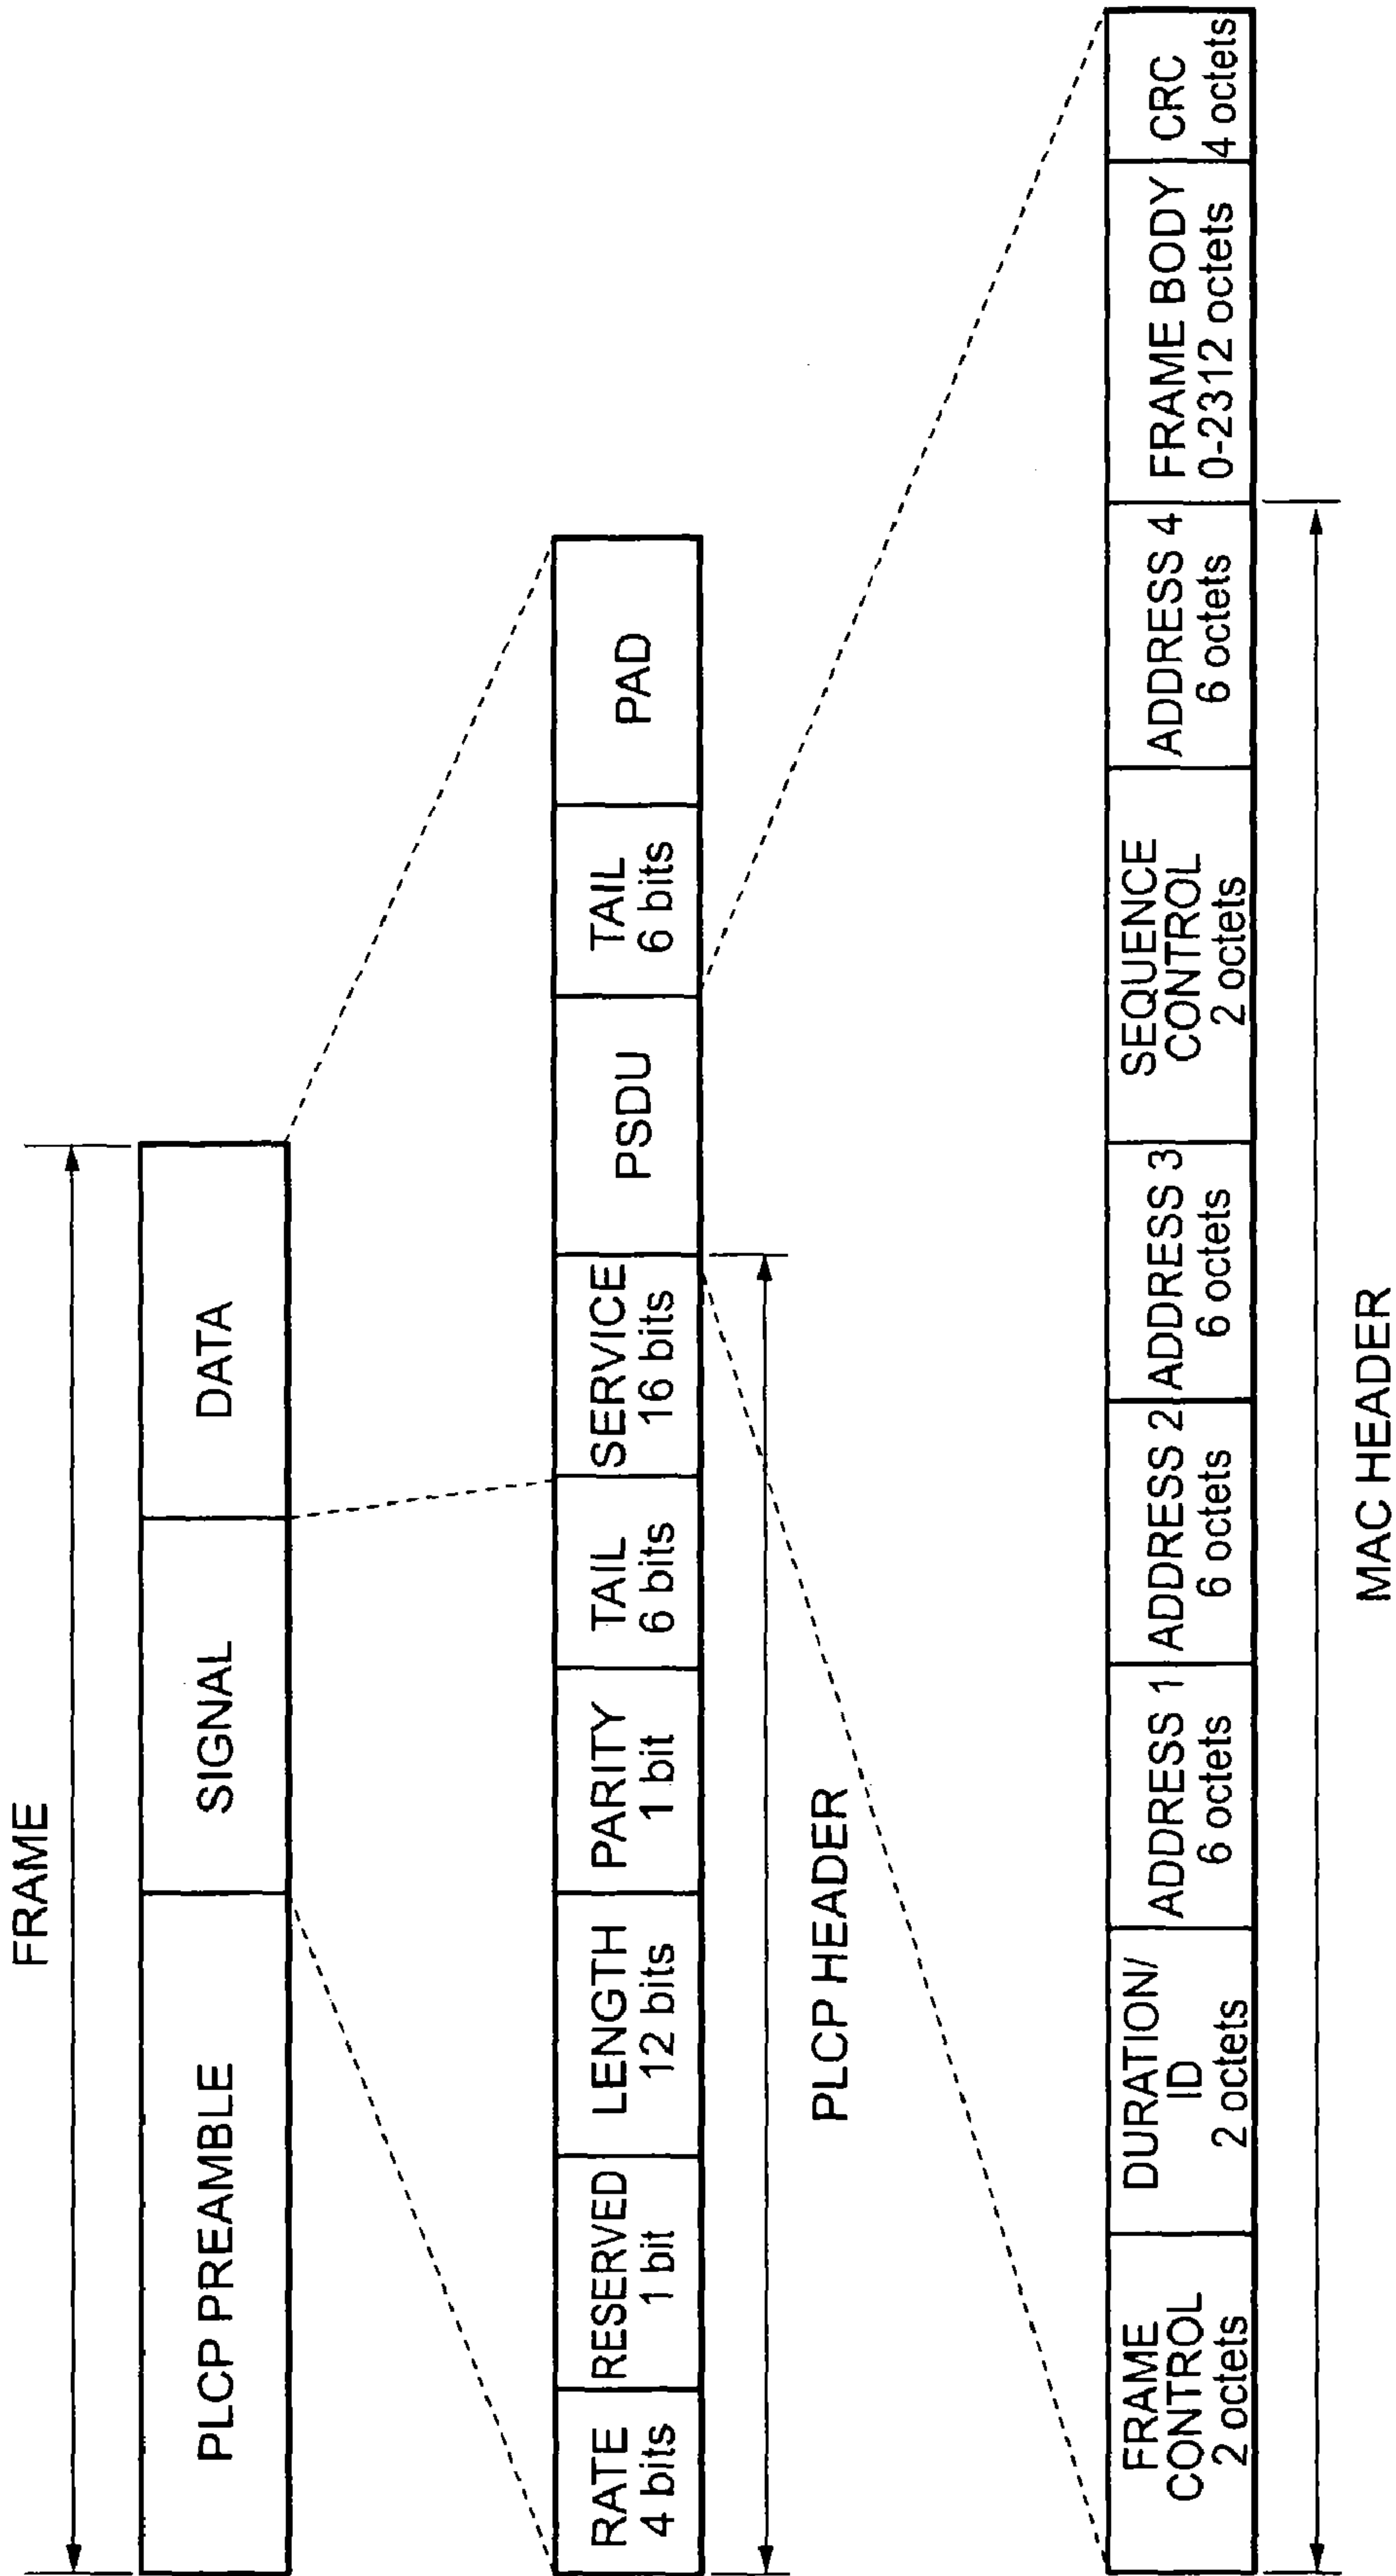 FRAME
PLCP PREAMBLE
SIGNAL
DATA
RATE
4 bits
RESERVED
1 bit
LENGTH
12 bits
PARITY
1 bit
TAIL
6 bits
SERVICE
16 bits
PSDU
TAIL
6 bits
PAD
PLCP HEADER
FRAME
CONTROL
2 octets
DURATION/
ID
2 octets
ADDRESS 1
6 octets
ADDRESS 2
6 octets
ADDRESS 3
6 octets
SEQUENCE
CONTROL
2 octets
ADDRESS 4
6 octets
FRAME BODY
0-2312 octets
CRC
4 octets
MAC HEADER